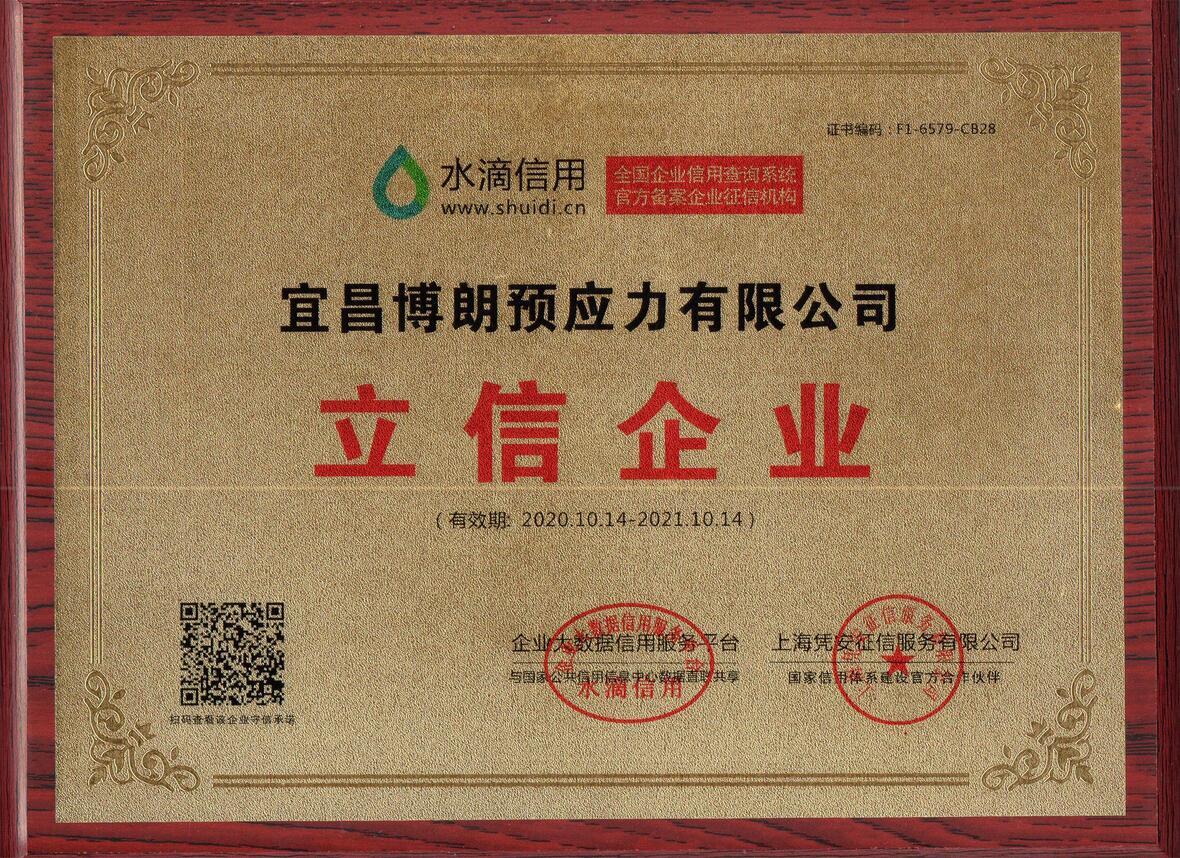 证书编码：F1-6579-CB28
水滴信用
www.shuidi.cn
全国企业信用查询系统
官方备案企业征信机构
宜昌博朗预应力有限公司
立信企业
（有效期: 2020.10.14-2021.10.14）
扫码查看该企业守信承诺
企业大数据信用服务平台
与国家公共信用信息中心数据直联共享
水滴信用
上海凭安征信服务有限公司
国家信用体系建设官方合作伙伴